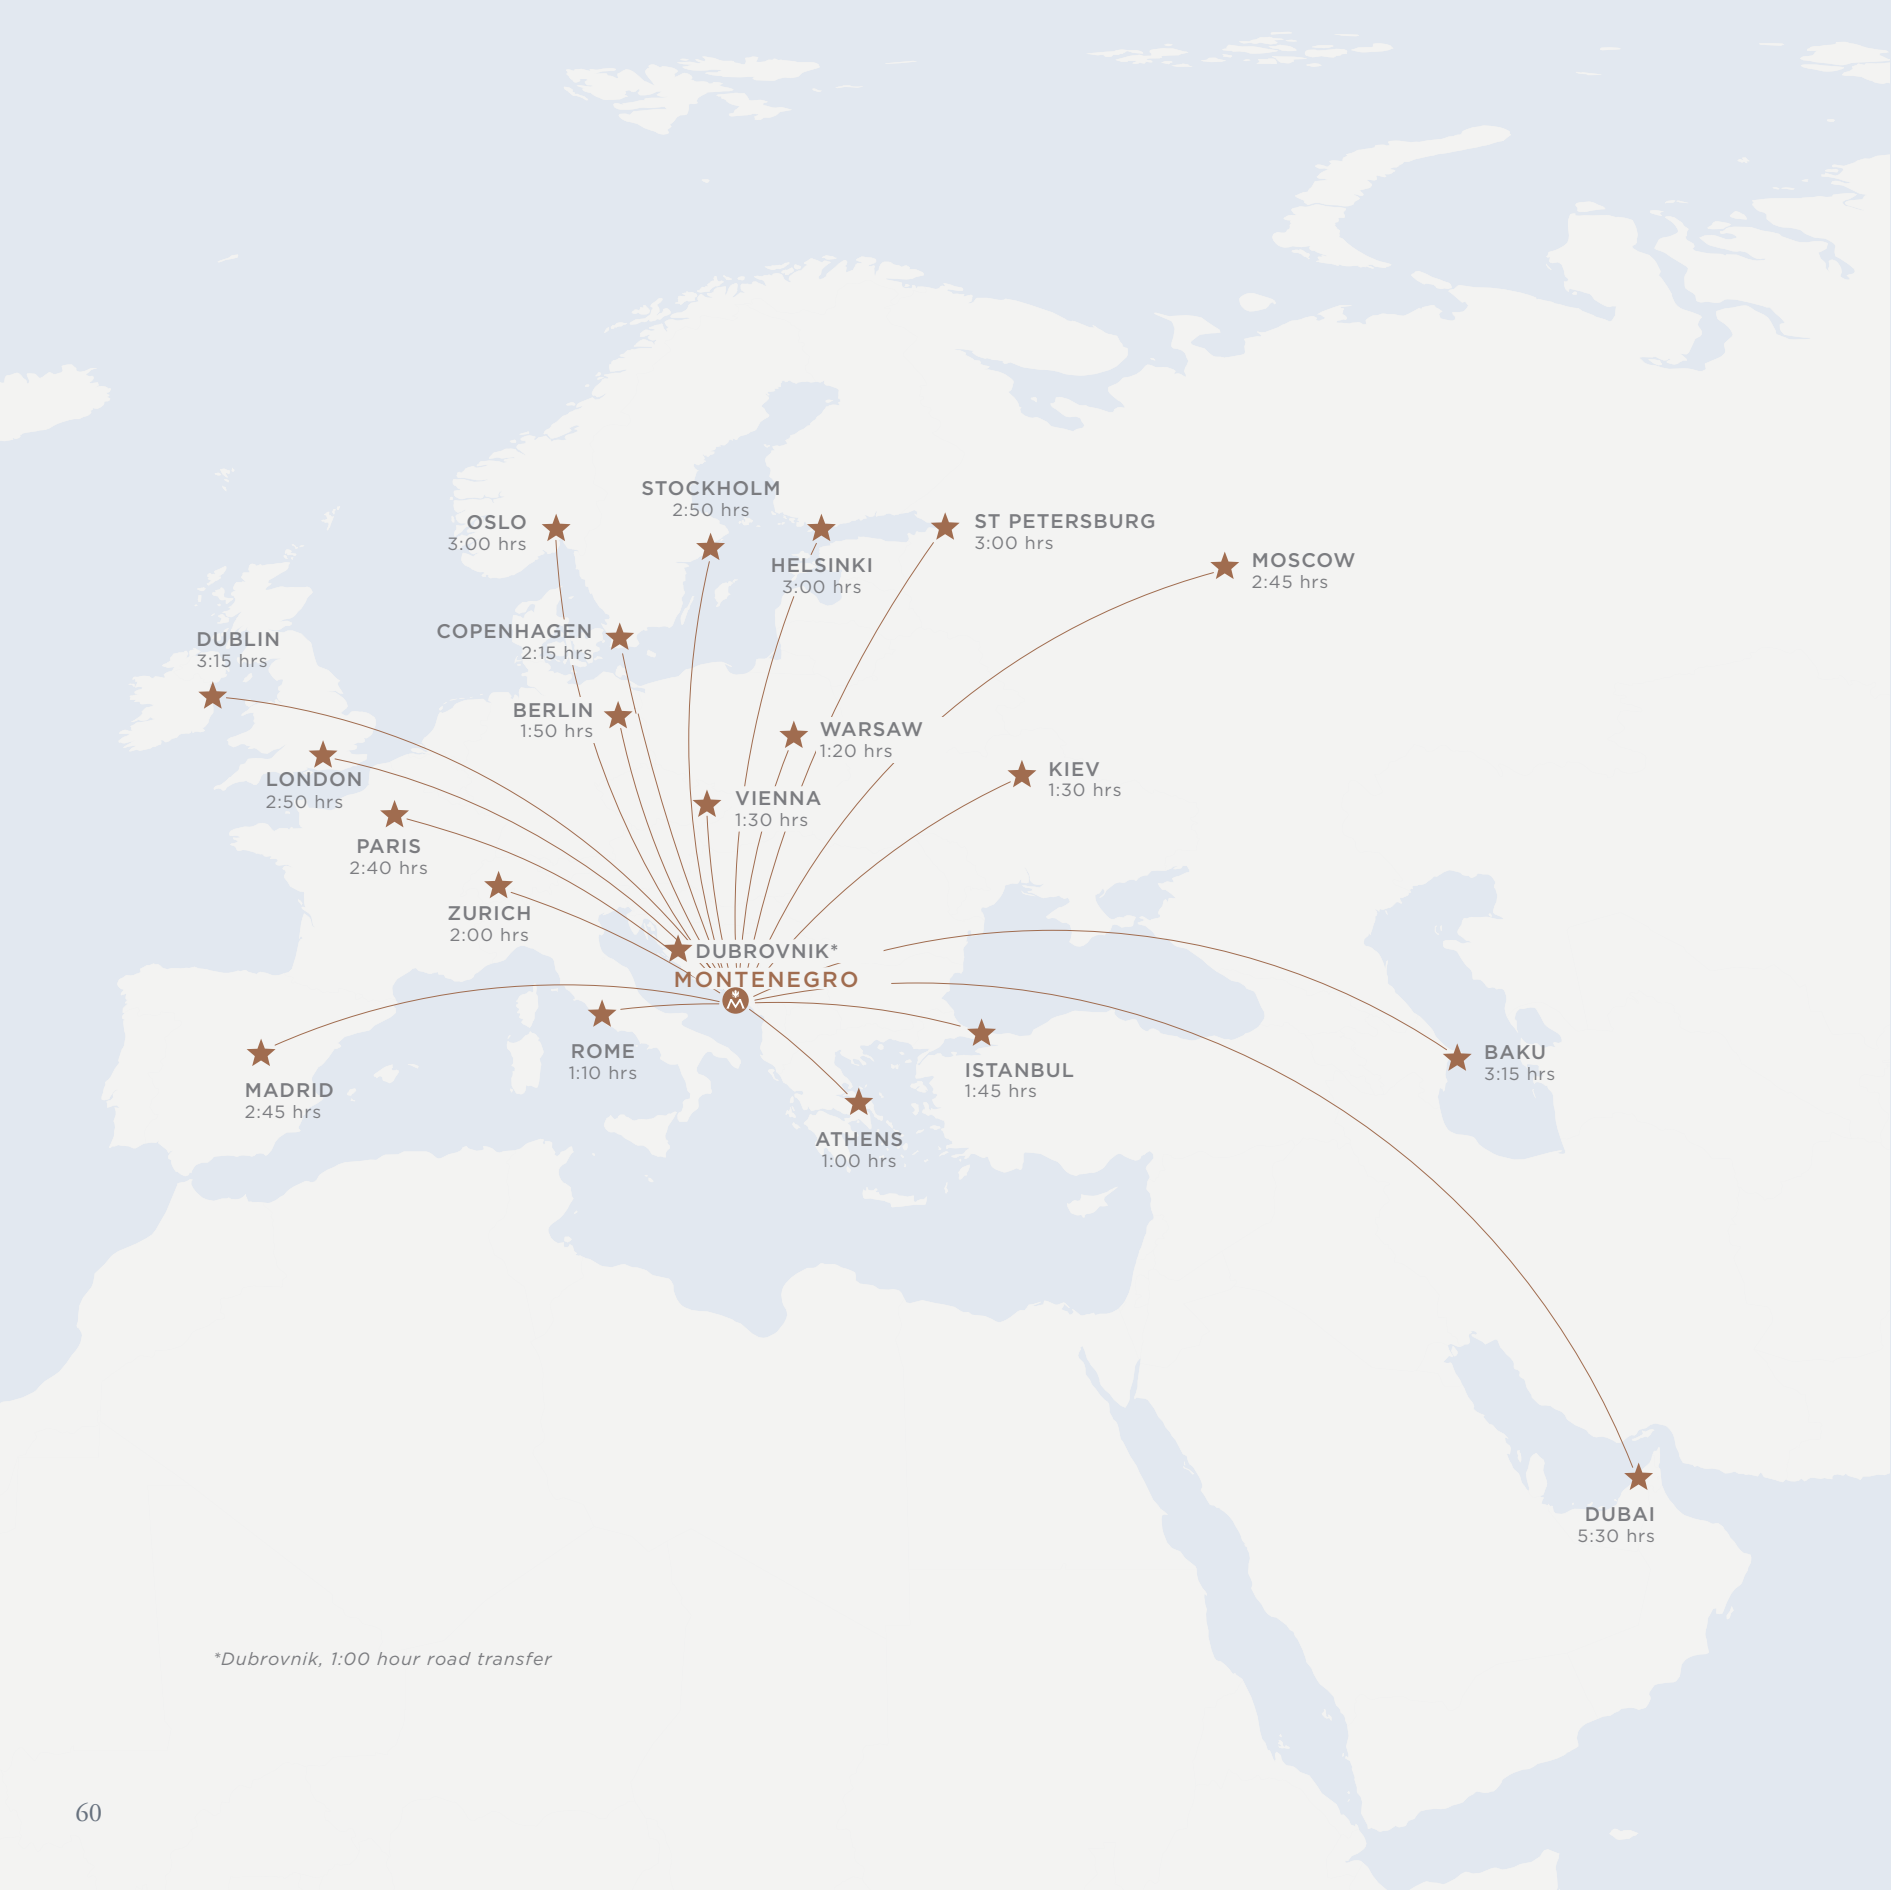 STOCKHOLM
2:50 hrs
OSLO
3:00 hrs
ST PETERSBURG
3:00 hrs
HELSINKI
3:00 hrs
MOSCOW
2:45 hrs
COPENHAGEN
2:15 hrs
DUBLIN
3:15 hrs
BERLIN
1:50 hrs
WARSAW
1:20 hrs
LONDON
2:50 hrs
KIEV
1:30 hrs
VIENNA
1:30 hrs
PARIS
2:40 hrs
ZURICH
2:00 hrs
DUBROVNIK*
MONTENEGRO
M
ROME
1:10 hrs
ISTANBUL
1:45 hrs
BAKU
3:15 hrs
MADRID
2:45 hrs
ATHENS
1:00 hrs
DUBAI
5:30 hrs
*Dubrovnik, 1:00 hour road transfer
60